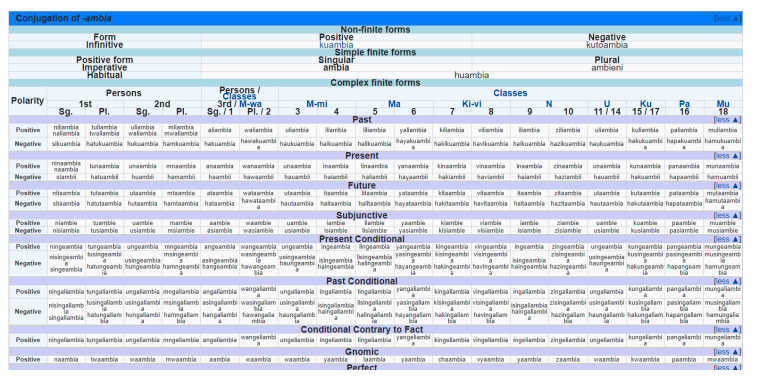 Conjugation of -ambia [less ▲]
Non-finite forms
Form Positive Negative
Infinitive kuambia kutoambia
Simple finite forms
Positive form Singular Plural
Imperative ambia ambieni
Habitual huambia
Complex finite forms
Polarity Persons Persons / Classes Classes
1st 2nd 3rd / M-wa M-mi Ma Ki-vi N U Ku Pa Mu
Sg. Pl. Sg. Pl. Sg. / 1 Pl. / 2 3 4 5 6 7 8 9 10 11 / 14 15 / 17 16 18
Past [less ▲]
Positive niliambia naliambia tuliambia twaliambia uliambia waliambia mliambia mwaliambia aliambia waliambia uliambia iliambia liliambia yaliambia kiliambia viliambia iliambia ziliambia uliambia kuliambia paliambia muliambia
Negative sikuambia hatukuambia hukuambia hamkuambia hakuambia hawakuambia haukuambia haikuambia halikuambia hayakuambia hakikuambia havikuambia haikuambia hazikuambia haukuambia hakukuambia hapakuambia hamukuambia
Present [less ▲]
Positive ninaambia naambia tunaambia unaambia mnaambia anaambia wanaambia unaambia inaambia linaambia yanaambia kinaambia vinaambia inaambia zinaambia unaambia kunaambia panaambia munaambia
Negative siambii hatuambii huambii hamambii haambii hawaambii hauambii haiambii haliambii hayaambii hakiambii haviambii haiambii haziambii hauambii hakuambii hapaambii hamuambii
Future [less ▲]
Positive nitaambia tutaambia utaambia mtaambia ataambia wataambia utaambia itaambia litaambia yataambia kitaambia vitaambia itaambia zitaambia utaambia kutaambia pataambia mutaambia
Negative sitaambia hatutaambia hutaambia hamtaambia hataambia hawataambia hautaambia haitaambia halitaambia hayataambia hakitaambia havitaambia haitaambia hazitaambia hautaambia hakutaambia hapataambia hamutaambia
Subjunctive [less ▲]
Positive niambie tuambie uambie mambie aambie waambie uambie iambie liambie yaambie kiambie viambie iambie ziambie uambie kuambie paambie muambie
Negative nisiambie tusiambie usiambie msiambie asiambie wasiambie usiambie isiambie lisiambie yasiambie kisiambie visiambie isiambie zisiambie usiambie kusiambie pasiambie musiambie
Present Conditional [less ▲]
Positive ningeambia tungeambia ungeambia mngeambia angeambia wangeambia ungeambia ingeambia lingeambia yangeambia kingeambia vingeambia ingeambia zingeambia ungeambia kungeambia pangeambia mungeambia
Negative nisingeambia singeambia tusingeambia hatungeambia usingeambia hungeambia msingeambia hamngeambia asingeambia hangeambia wasingeambia hawangeambia usingeambia haungeambia isingeambia haingeambia lisingeambia halingeambia yasingeambia hayangeambia kisingeambia hakingeambia visingeambia havingeambia isingeambia haingeambia zisingeambia hazingeambia usingeambia haungeambia kusingeambia hakungeambia pasingeambia hapangeambia musingeambia hamungeambia
Past Conditional [less ▲]
Positive ningaliambia tungaliambia ungaliambia mngaliambia angaliambia wangaliambia ungaliambia ingaliambia lingaliambia yangaliambia kingaliambia vingaliambia ingaliambia zingaliambia ungaliambia kungaliambia pangaliambia mungaliambia
Negative nisingaliambia singaliambia tusingaliambia hatungaliambia usingaliambia hungaliambia msingaliambia hamngaliambia asingaliambia hangaliambia wasingaliambia hawangaliambia usingaliambia haungaliambia isingaliambia haingaliambia lisingaliambia halingaliambia yasingaliambia hayangaliambia kisingaliambia hakingaliambia visingaliambia havingaliambia isingaliambia haingaliambia zisingaliambia hazingaliambia usingaliambia haungaliambia kusingaliambia hakungaliambia pasingaliambia hapangaliambia musingaliambia hamungaliambia
Conditional Contrary to Fact [less ▲]
Positive ningeliambia tungeliambia ungeliambia mngeliambia angeliambia wangeliambia ungeliambia ingeliambia lingeliambia yangeliambia kingeliambia vingeliambia ingeliambia zingeliambia ungeliambia kungeliambia pangeliambia mungeliambia
Gnomic [less ▲]
Positive naambia twaambia waambia mwaambia aambia waambia waambia yaambia laambia yaambia chaambia vyaambia yaambia zaambia waambia kwaambia paambia mwaambia
Perfect [less ▲]